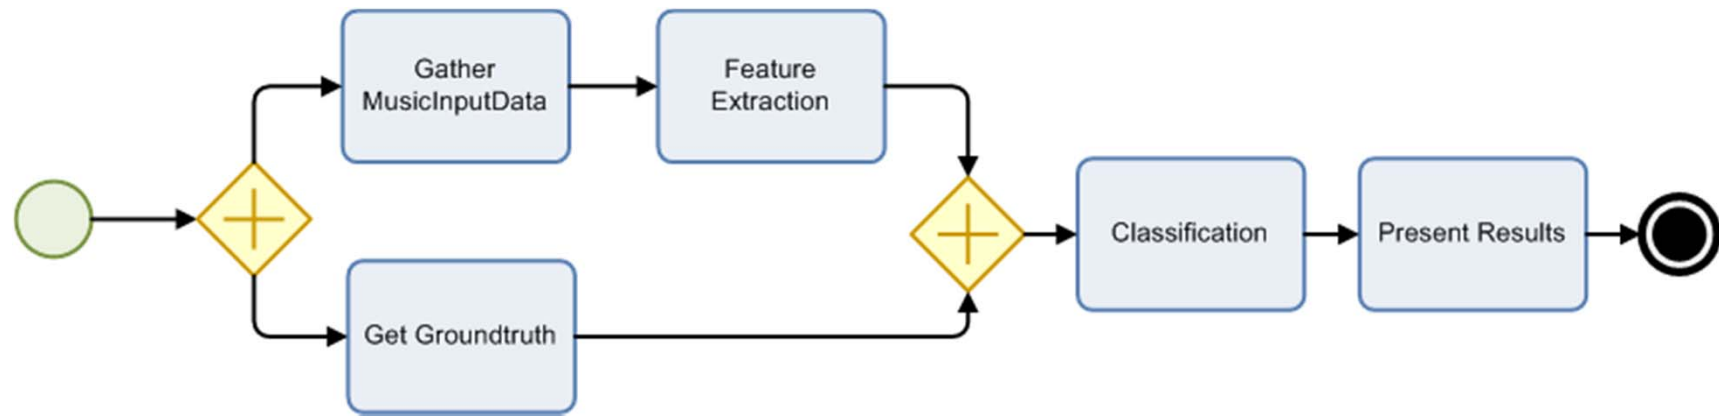 Gather
MusicInputData
Feature
Extraction
Get Groundtruth
Classification
Present Results